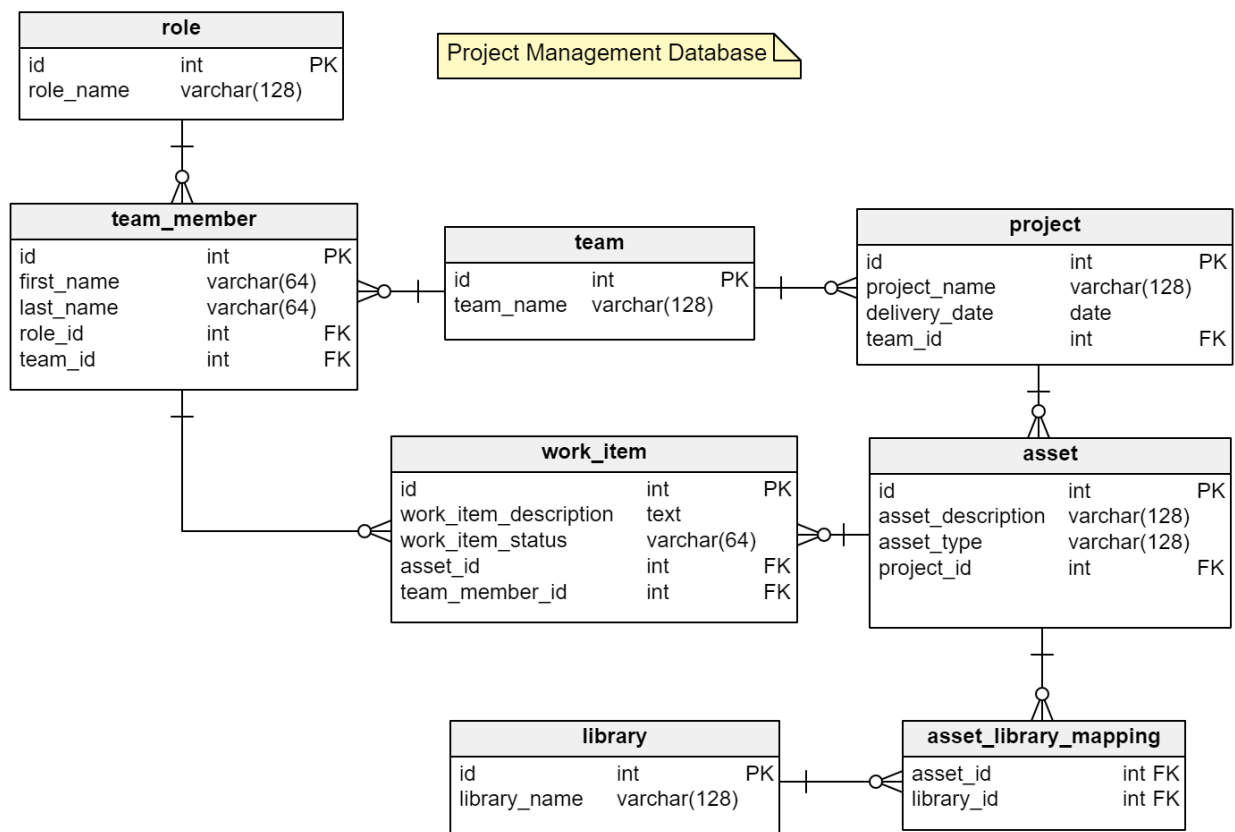 role
id int PK
role_name varchar(128)
Project Management Database
team_member
id int PK
first_name varchar(64)
last_name varchar(64)
role_id int FK
team_id int FK
team
id int PK
team_name varchar(128)
project
id int PK
project_name varchar(128)
delivery_date date
team_id int FK
work_item
id int PK
work_item_description text
work_item_status varchar(64)
asset_id int FK
team_member_id int FK
asset
id int PK
asset_description varchar(128)
asset_type varchar(128)
project_id int FK
library
id int PK
library_name varchar(128)
asset_library_mapping
asset_id int FK
library_id int FK